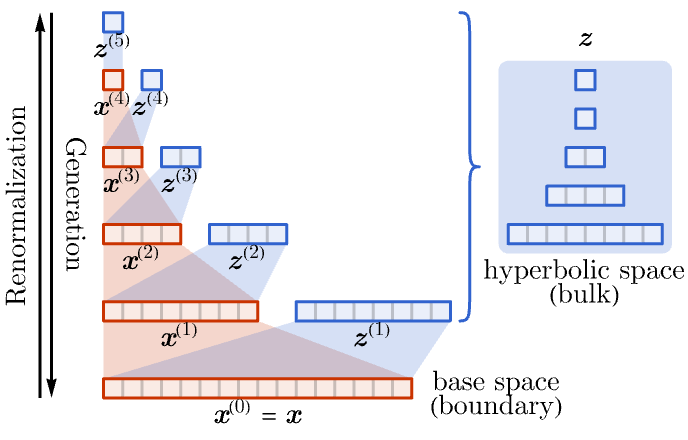 z^{(5)}
z
x^{(4)} z^{(4)}
Renormalization
Generation
x^{(3)} z^{(3)}
x^{(2)} z^{(2)}
hyperbolic space
(bulk)
x^{(1)} z^{(1)}
base space
(boundary)
x^{(0)} = x